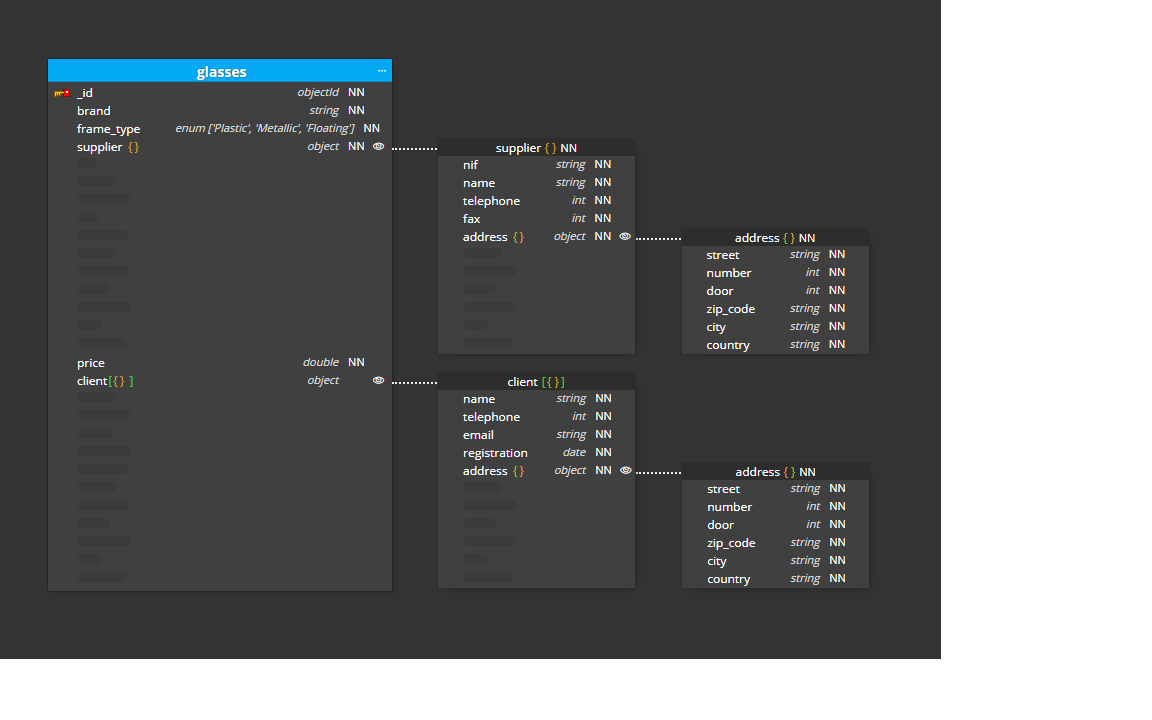 glasses ...
_id objectId NN
brand string NN
frame_type enum ['Plastic', 'Metallic', 'Floating'] NN
supplier {} object NN
price double NN
client[{} ] object
supplier {} NN
nif string NN
name string NN
telephone int NN
fax int NN
address {} object NN
address {} NN
street string NN
number int NN
door int NN
zip_code string NN
city string NN
country string NN
client [{}]
name string NN
telephone int NN
email string NN
registration date NN
address {} object NN
address {} NN
street string NN
number int NN
door int NN
zip_code string NN
city string NN
country string NN